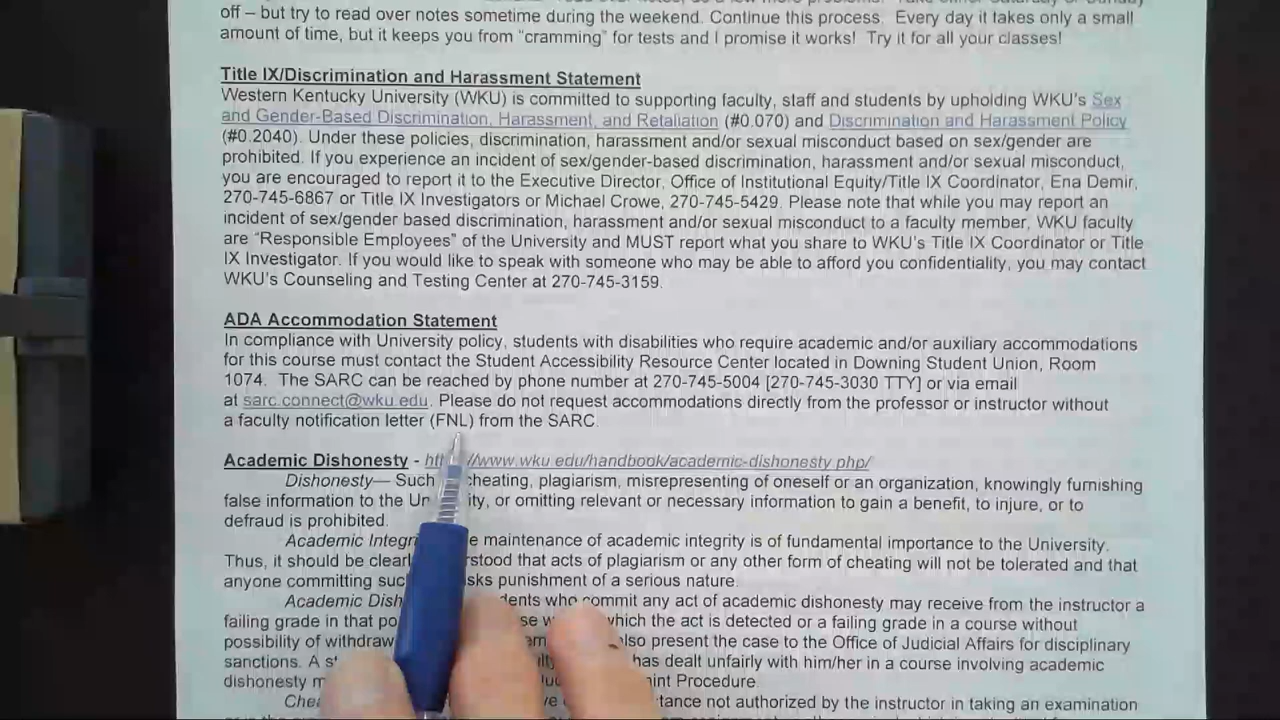 off – but try to read over notes sometime during the weekend. Continue this process. Every day it takes only a small
amount of time, but it keeps you from “cramming” for tests and I promise it works! Try it for all your classes!
Title IX/Discrimination and Harassment Statement
Western Kentucky University (WKU) is committed to supporting faculty, staff and students by upholding WKU's Sex
and Gender-Based Discrimination, Harassment, and Retaliation (#0.070) and Discrimination and Harassment Policy
(#0.2040). Under these policies, discrimination, harassment and/or sexual misconduct based on sex/gender are
prohibited. If you experience an incident of sex/gender-based discrimination, harassment and/or sexual misconduct,
you are encouraged to report it to the Executive Director, Office of Institutional Equity/Title IX Coordinator, Ena Demir,
270-745-6867 or Title IX Investigators or Michael Crowe, 270-745-5429. Please note that while you may report an
incident of sex/gender based discrimination, harassment and/or sexual misconduct to a faculty member, WKU faculty
are “Responsible Employees” of the University and MUST report what you share to WKU's Title IX Coordinator or Title
IX Investigator. If you would like to speak with someone who may be able to afford you confidentiality, you may contact
WKU's Counseling and Testing Center at 270-745-3159.
ADA Accommodation Statement
In compliance with University policy, students with disabilities who require academic and/or auxiliary accommodations
for this course must contact the Student Accessibility Resource Center located in Downing Student Union, Room
1074. The SARC can be reached by phone number at 270-745-5004 [270-745-3030 TTY] or via email
at sarc.connect@wku.edu. Please do not request accommodations directly from the professor or instructor without
a faculty notification letter (FNL) from the SARC.
Academic Dishonesty - //www.wku.edu/handbook/academic-dishonesty.php/
Dishonesty— Such cheating, plagiarism, misrepresenting of oneself or an organization, knowingly furnishing
false information to the or omitting relevant or necessary information to gain a benefit, to injure, or to
defraud is prohibited.
Academic maintenance of academic integrity is of fundamental importance to the University.
Thus, it should be that acts of plagiarism or any other form of cheating will not be tolerated and that
anyone committing punishment of a serious nature.
Academic who commit any act of academic dishonesty may receive from the instructor a
failing grade in that which the act is detected or a failing grade in a course without
possibility of also present the case to the Office of Judicial Affairs for disciplinary
sanctions. A has dealt unfairly with him/her in a course involving academic
dishonesty Procedure.
not authorized by the instructor in taking an examination